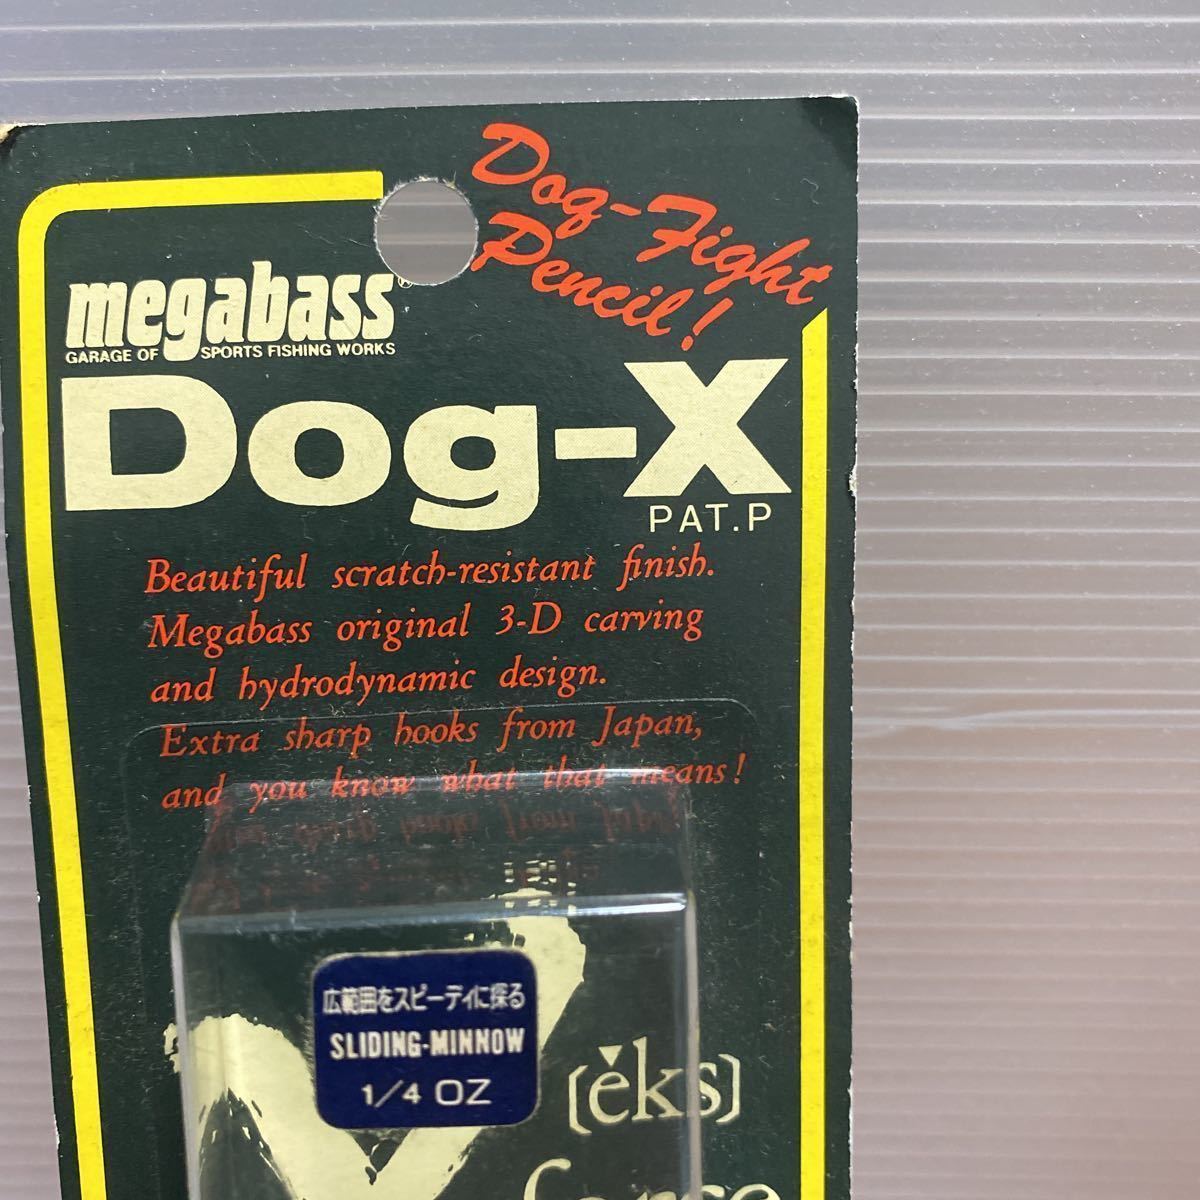 Dog-Fight
Pencil!
megabass®
GARAGE OF SPORTS FISHING WORKS
Dog-X
PAT.P
Beautiful scratch-resistant finish.
Megabass original 3-D carving
and hydrodynamic design.
Extra sharp hooks from Japan,
and you know what that means!
広範囲をスピーディに探る
SLIDING-MINNOW
1/4 OZ
[ěks]